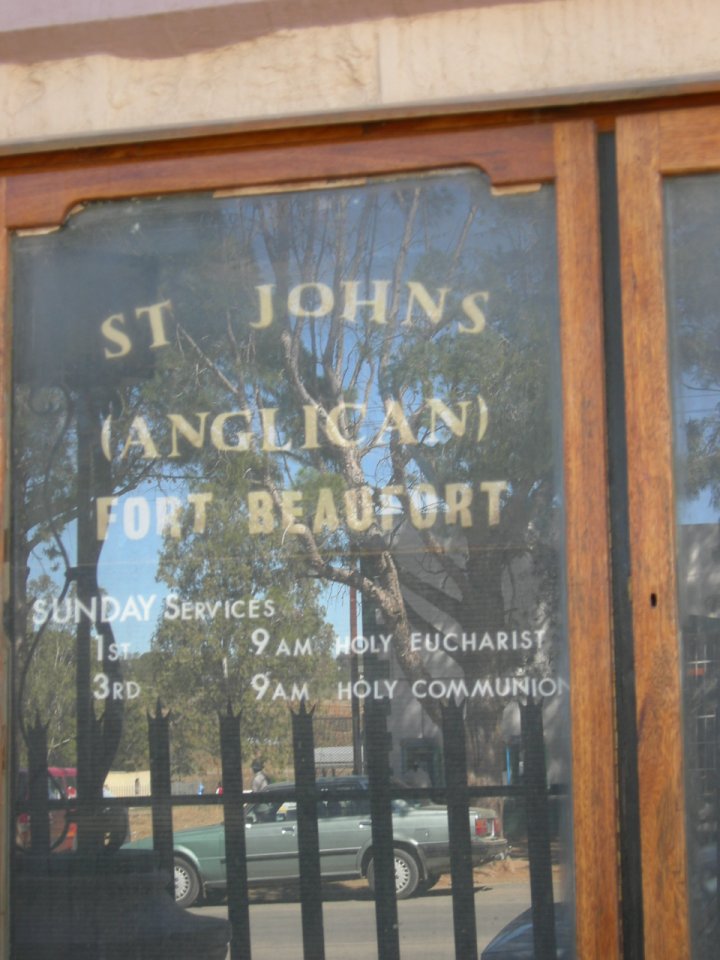 ST JOHNS
(ANGLICAN)
FORT BEAUFORT
SUNDAY SERVICES
1ST 9AM HOLY EUCHARIST
3RD 9AM HOLY COMMUNION